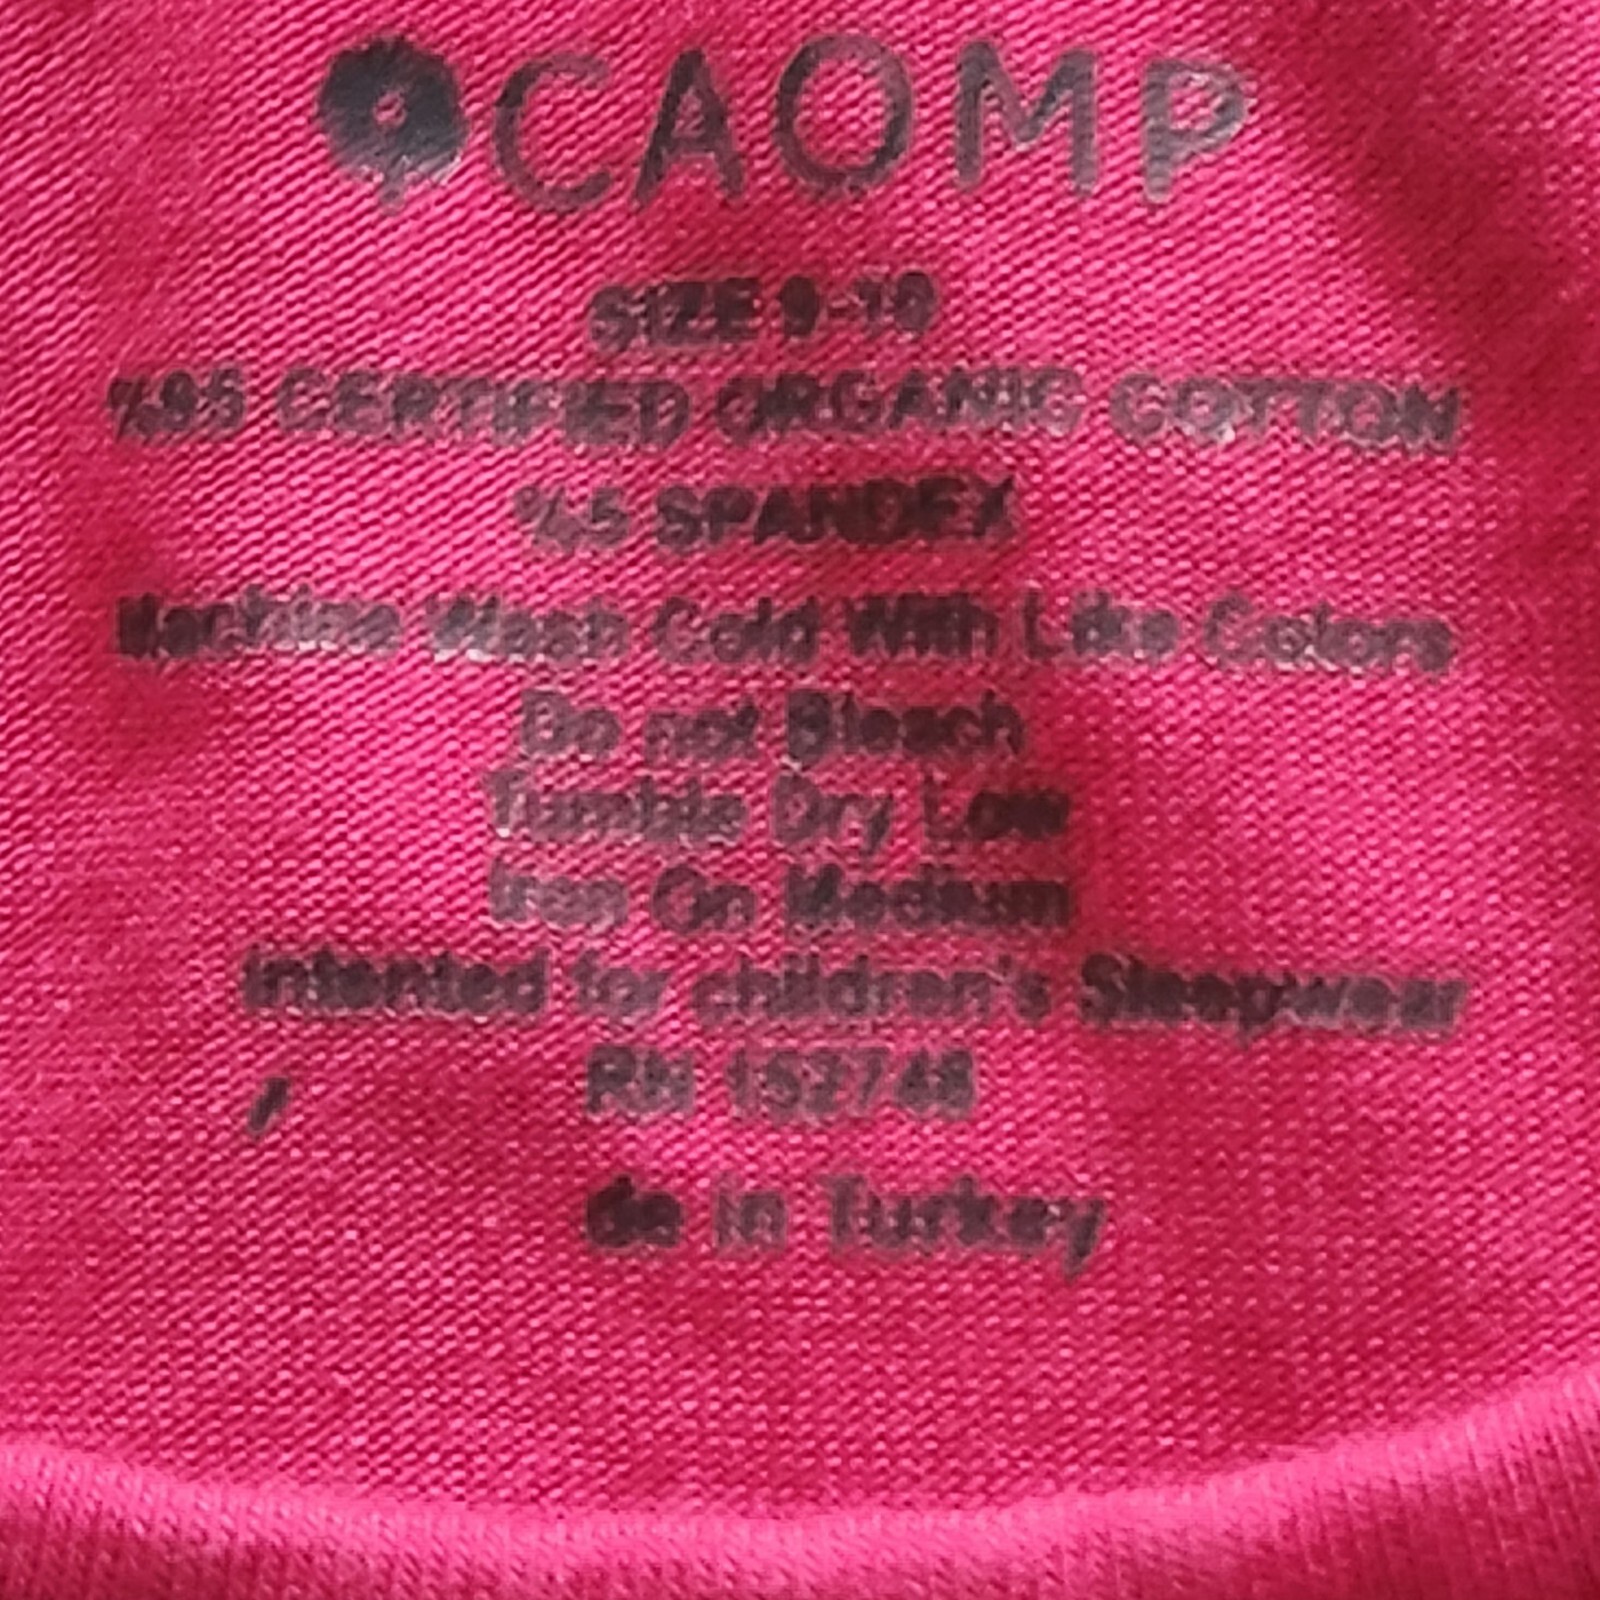 CAOMP
SIZE 9-10
%95 CERTIFIED ORGANIC COTTON
%5 SPANDEX
Machine Wash Cold With Like Colors
Do not Bleach
Tumble Dry Low
Iron On Medium
Intented for children's Sleepwear
RN 152748
de in Turkey